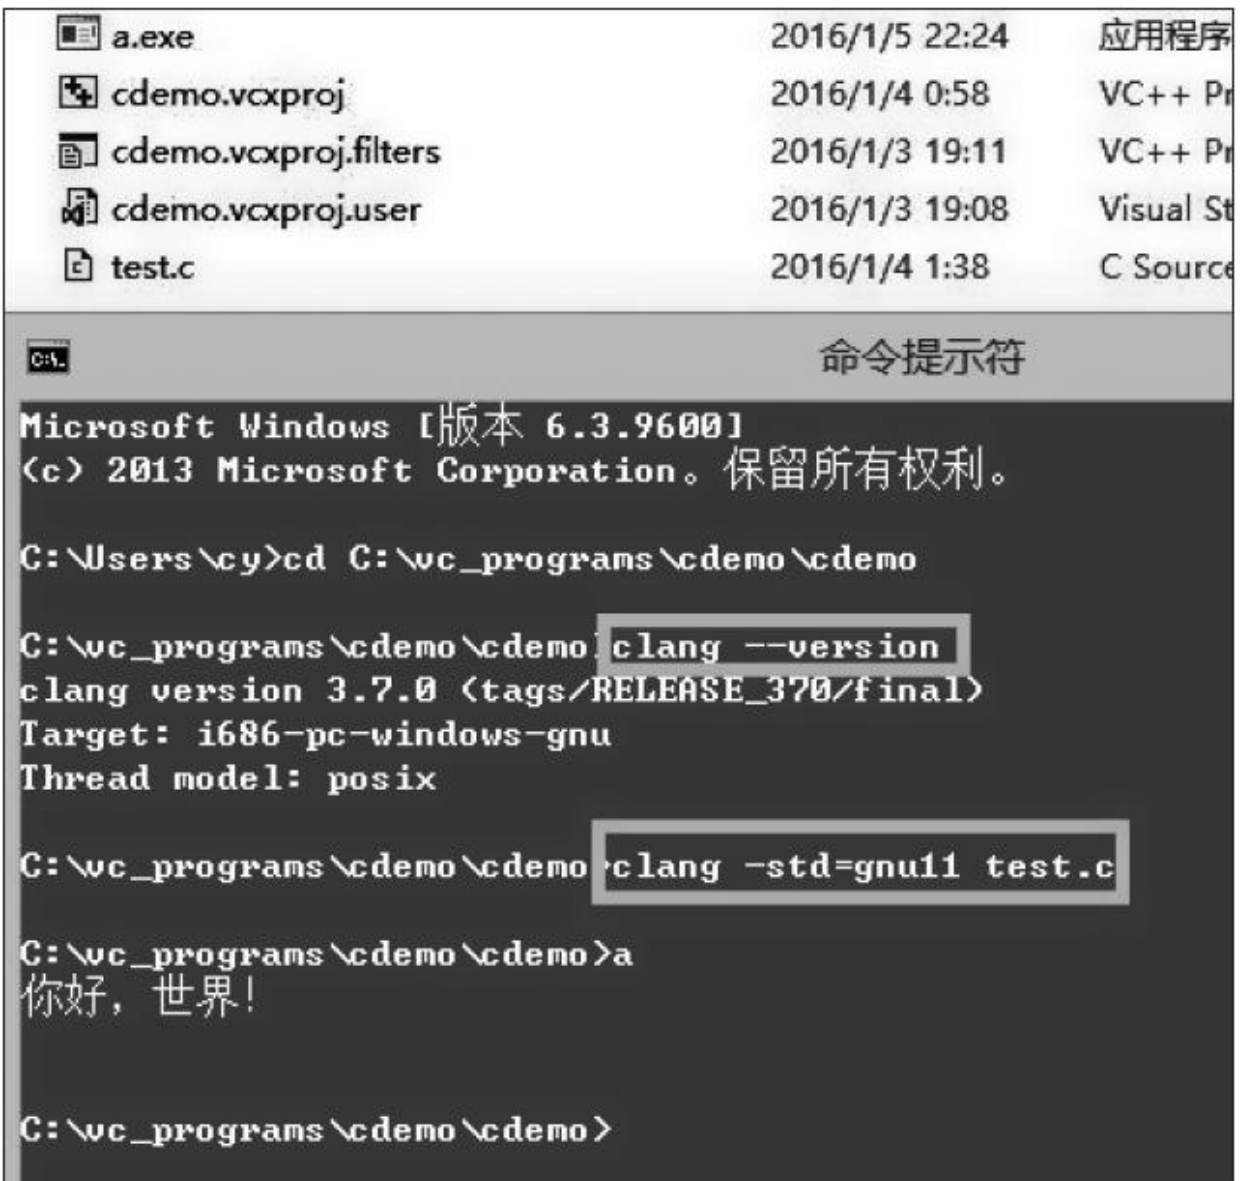 a.exe 2016/1/5 22:24 应用程序
cdemo.vcxproj 2016/1/4 0:58 VC++ Pr
cdemo.vcxproj.filters 2016/1/3 19:11 VC++ Pr
cdemo.vcxproj.user 2016/1/3 19:08 Visual St
test.c 2016/1/4 1:38 C Source
命令提示符
Microsoft Windows [版本 6.3.9600]
(c) 2013 Microsoft Corporation。保留所有权利。
C:\Users\cy>cd C:\vc_programs\cdemo\cdemo
C:\vc_programs\cdemo\cdemo>clang --version
clang version 3.7.0 (tags/RELEASE_370/final)
Target: i686-pc-windows-gnu
Thread model: posix
C:\vc_programs\cdemo\cdemo>clang -std=gnu11 test.c
C:\vc_programs\cdemo\cdemo>a
你好，世界！
C:\vc_programs\cdemo\cdemo>